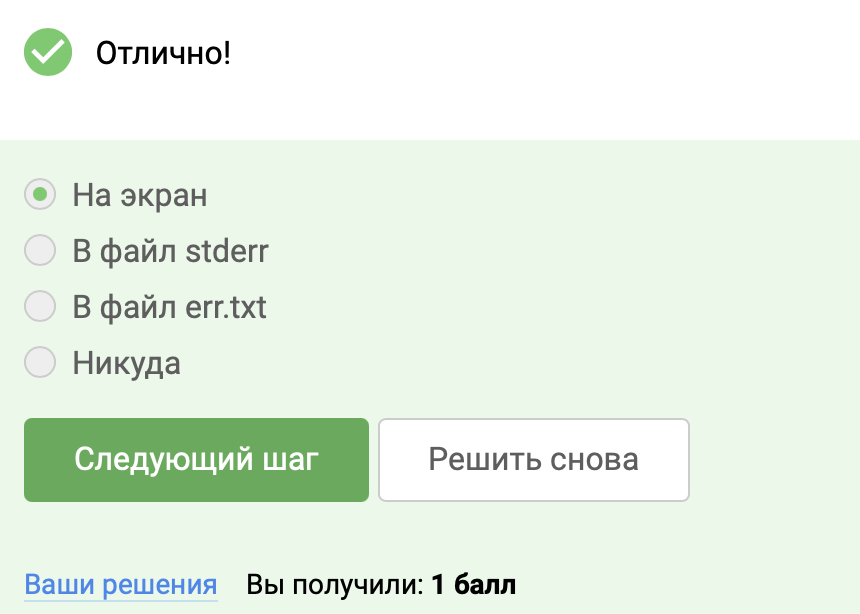 Отлично!
На экран
В файл stderr
В файл err.txt
Никуда
Следующий шаг Решить снова
Ваши решения Вы получили: 1 балл